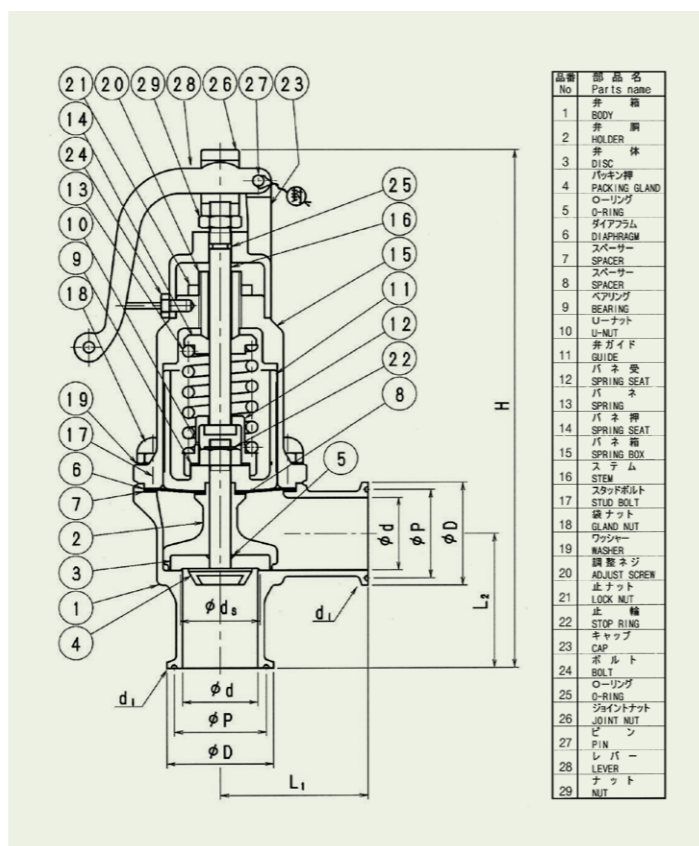 21 20 29 28 26 27 23
14
24
13
10
9
18
19
17
6
7
2
3
1
4
25
16
15
11
12
22
8
5
H
φd
φP
φD
L₂
φds
d₁
d₁
φd
φP
φD
L₁
品番 部品名
No Parts name
1 弁箱
BODY
2 弁胴
HOLDER
3 弁体
DISC
4 パッキン押
PACKING GLAND
5 Oーリング
O-RING
6 ダイアフラム
DIAPHRAGM
7 スペーサー
SPACER
8 スペーサー
SPACER
9 ベアリング
BEARING
10 Uーナット
U-NUT
11 弁ガイド
GUIDE
12 バネ受
SPRING SEAT
13 バネ
SPRING
14 バネ押
SPRING SEAT
15 バネ箱
SPRING BOX
16 ステム
STEM
17 スタッドボルト
STUD BOLT
18 袋ナット
GLAND NUT
19 ワッシャー
WASHER
20 調整ネジ
ADJUST SCREW
21 止ナット
LOCK NUT
22 止輪
STOP RING
23 キャップ
CAP
24 ボルト
BOLT
25 Oーリング
O-RING
26 ジョイントナット
JOINT NUT
27 ピン
PIN
28 レバー
LEVER
29 ナット
NUT